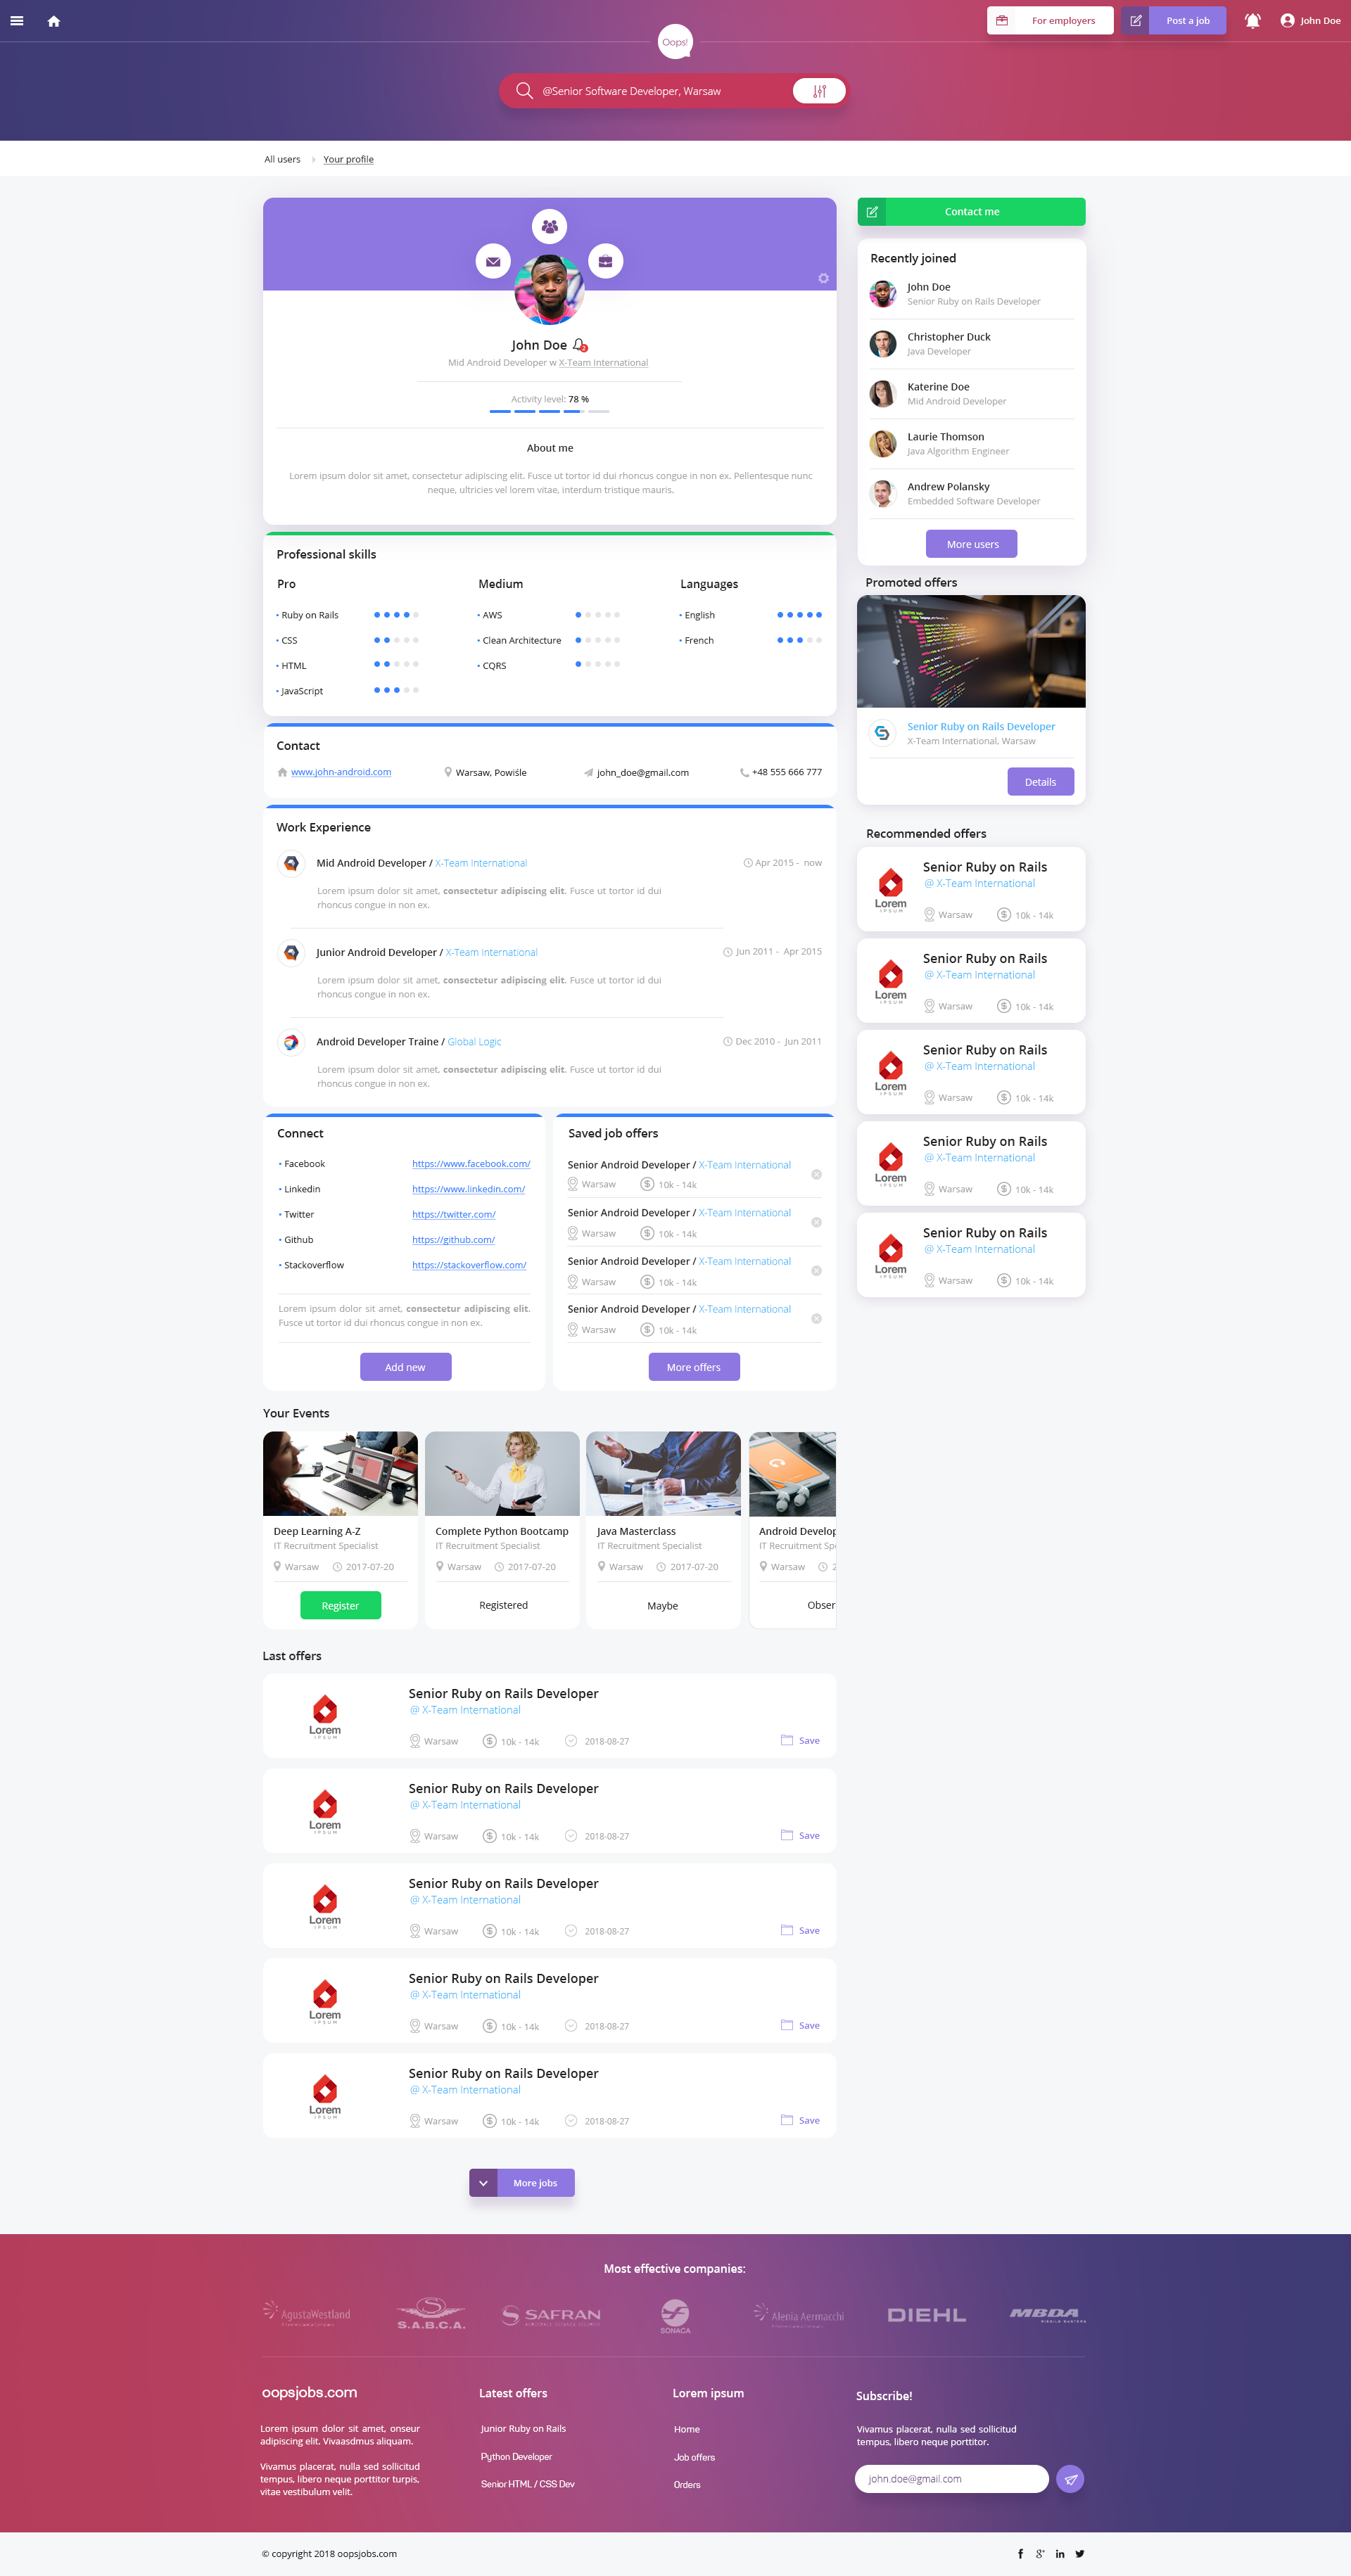 For employers
Post a job
John Doe
Oops!
@Senior Software Developer, Warsaw
All users
Your profile
John Doe
2
Mid Android Developer w X-Team International
Activity level: 78 %
About me
Lorem ipsum dolor sit amet, consectetur adipiscing elit. Fusce ut tortor id dui rhoncus congue in non ex. Pellentesque nunc
neque, ultricies vel lorem vitae, interdum tristique mauris.
Professional skills
Pro
Ruby on Rails
CSS
HTML
JavaScript
Medium
AWS
Clean Architecture
CQRS
Languages
English
French
Contact
www.john-android.com
Warsaw, Powiśle
john_doe@gmail.com
+48 555 666 777
Work Experience
Mid Android Developer / X-Team International
Apr 2015 - now
Lorem ipsum dolor sit amet, consectetur adipiscing elit. Fusce ut tortor id dui
rhoncus congue in non ex.
Junior Android Developer / X-Team International
Jun 2011 - Apr 2015
Lorem ipsum dolor sit amet, consectetur adipiscing elit. Fusce ut tortor id dui
rhoncus congue in non ex.
Android Developer Traine / Global Logic
Dec 2010 - Jun 2011
Lorem ipsum dolor sit amet, consectetur adipiscing elit. Fusce ut tortor id dui
rhoncus congue in non ex.
Connect
Facebook https://www.facebook.com/
Linkedin https://www.linkedin.com/
Twitter https://twitter.com/
Github https://github.com/
Stackoverflow https://stackoverflow.com/
Lorem ipsum dolor sit amet, consectetur adipiscing elit.
Fusce ut tortor id dui rhoncus congue in non ex.
Add new
Saved job offers
Senior Android Developer / X-Team International
Warsaw 10k - 14k
Senior Android Developer / X-Team International
Warsaw 10k - 14k
Senior Android Developer / X-Team International
Warsaw 10k - 14k
Senior Android Developer / X-Team International
Warsaw 10k - 14k
More offers
Your Events
Deep Learning A-Z
IT Recruitment Specialist
Warsaw 2017-07-20
Register
Complete Python Bootcamp
IT Recruitment Specialist
Warsaw 2017-07-20
Registered
Java Masterclass
IT Recruitment Specialist
Warsaw 2017-07-20
Maybe
Android Develop
IT Recruitment Spe
Warsaw 2
Obser
Last offers
Lorem
IPSUM
Senior Ruby on Rails Developer
@ X-Team International
Warsaw 10k - 14k 2018-08-27
Save
Lorem
IPSUM
Senior Ruby on Rails Developer
@ X-Team International
Warsaw 10k - 14k 2018-08-27
Save
Lorem
IPSUM
Senior Ruby on Rails Developer
@ X-Team International
Warsaw 10k - 14k 2018-08-27
Save
Lorem
IPSUM
Senior Ruby on Rails Developer
@ X-Team International
Warsaw 10k - 14k 2018-08-27
Save
Lorem
IPSUM
Senior Ruby on Rails Developer
@ X-Team International
Warsaw 10k - 14k 2018-08-27
Save
More jobs
Contact me
Recently joined
John Doe
Senior Ruby on Rails Developer
Christopher Duck
Java Developer
Katerine Doe
Mid Android Developer
Laurie Thomson
Java Algorithm Engineer
Andrew Polansky
Embedded Software Developer
More users
Promoted offers
Senior Ruby on Rails Developer
X-Team International, Warsaw
Details
Recommended offers
Lorem
IPSUM
Senior Ruby on Rails
@ X-Team International
Warsaw 10k - 14k
Lorem
IPSUM
Senior Ruby on Rails
@ X-Team International
Warsaw 10k - 14k
Lorem
IPSUM
Senior Ruby on Rails
@ X-Team International
Warsaw 10k - 14k
Lorem
IPSUM
Senior Ruby on Rails
@ X-Team International
Warsaw 10k - 14k
Lorem
IPSUM
Senior Ruby on Rails
@ X-Team International
Warsaw 10k - 14k
Most effective companies:
AgustaWestland
S.A.B.C.A.
SAFRAN
SONACA
Alenia Aermacchi
DIEHL
MBDA
MISSILE SYSTEMS
oopsjobs.com
Lorem ipsum dolor sit amet, onseur
adipiscing elit. Vivaasdmus aliquam.
Vivamus placerat, nulla sed sollicitud
tempus, libero neque porttitor turpis,
vitae vestibulum velit.
Latest offers
Junior Ruby on Rails
Python Developer
Senior HTML / CSS Dev
Lorem ipsum
Home
Job offers
Orders
Subscribe!
Vivamus placerat, nulla sed sollicitud
tempus, libero neque porttitor.
john.doe@gmail.com
© copyright 2018 oopsjobs.com